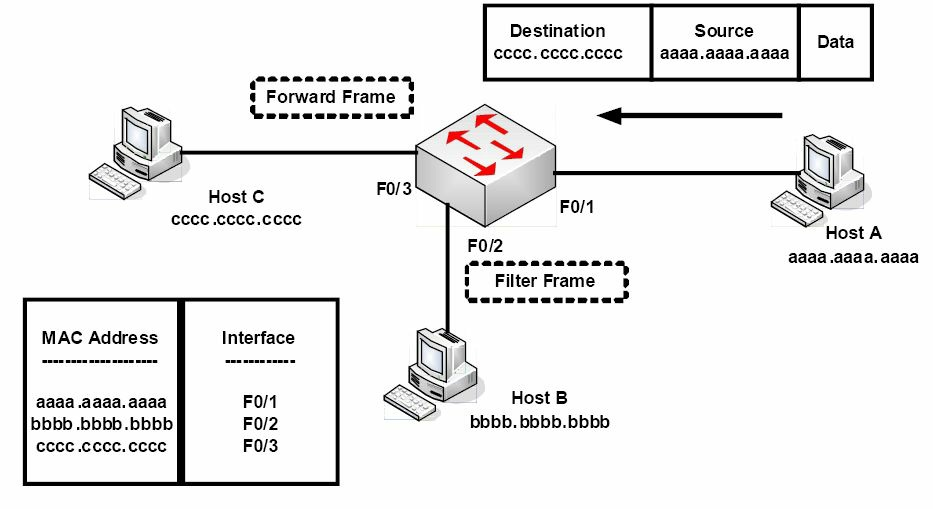 Destination
cccc.cccc.cccc
Source
aaaa.aaaa.aaaa
Data
Forward Frame
Host C
cccc.cccc.cccc
F0/3
F0/1
F0/2
Host A
aaaa.aaaa.aaaa
Filter Frame
Host B
bbbb.bbbb.bbbb
MAC Address Interface
-------------------- ------------
aaaa.aaaa.aaaa F0/1
bbbb.bbbb.bbbb F0/2
cccc.cccc.cccc F0/3